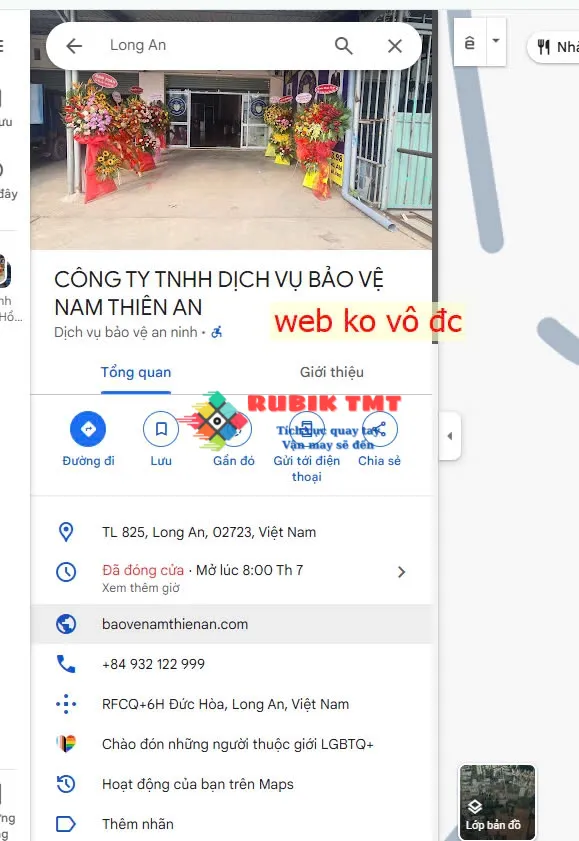 Long An
ê
Nhà
ưu
đây
nh
Hồ...
CÔNG TY TNHH DỊCH VỤ BẢO VỆ
NAM THIÊN AN
Dịch vụ bảo vệ an ninh ·
web ko vô đc
Tổng quan
Giới thiệu
RUBIK TMT
Tích cực quay tay
Vận may sẽ đến
Đường đi
Lưu
Gần đó
Gửi tới điện
thoại
Chia sẻ
TL 825, Long An, 02723, Việt Nam
Đã đóng cửa · Mở lúc 8:00 Th 7
Xem thêm giờ
baovenamthienan.com
+84 932 122 999
RFCQ+6H Đức Hòa, Long An, Việt Nam
Chào đón những người thuộc giới LGBTQ+
Hoạt động của bạn trên Maps
Thêm nhãn
Lớp bản đồ
ng
g